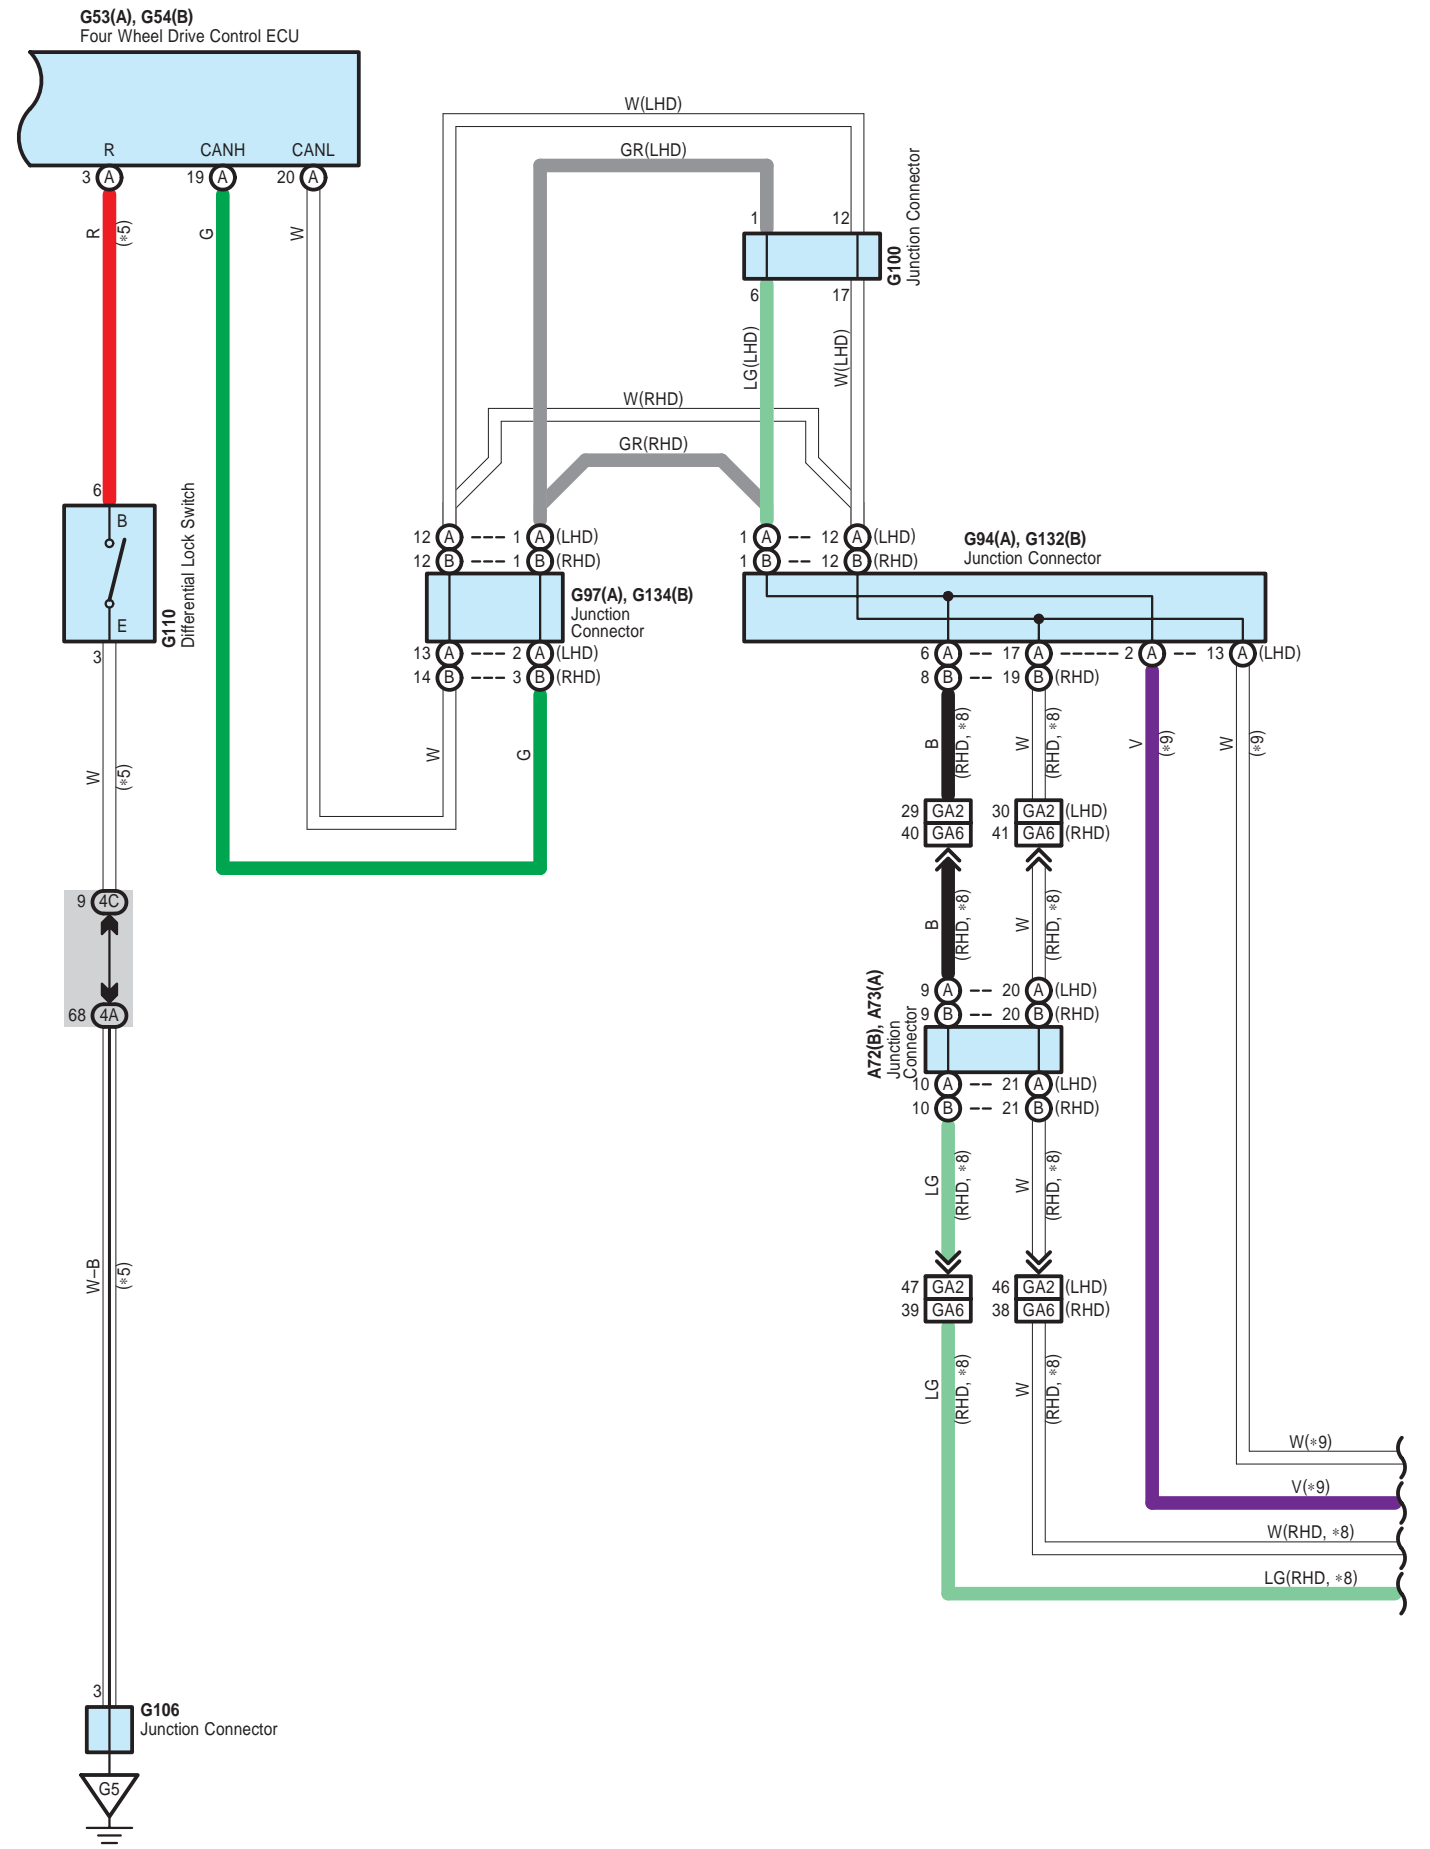 G53(A), G54(B)
Four Wheel Drive Control ECU
R CANH CANL
3 A 19 A 20 A
R (*5) G W
W(LHD)
GR(LHD)
1 12
G100
Junction Connector
6 17
LG(LHD) W(LHD)
W(RHD)
GR(RHD)
6
B
E
3
G110
Differential Lock Switch
12 A 1 A (LHD)
12 B 1 B (RHD)
G97(A), G134(B)
Junction
Connector
13 A 2 A (LHD)
14 B 3 B (RHD)
W G
1 A 12 A (LHD)
1 B 12 B (RHD)
G94(A), G132(B)
Junction Connector
6 A 17 A 2 A 13 A (LHD)
8 B 19 B (RHD)
B (RHD, *8) W (RHD, *8) V (*9) W (*9)
W (*5)
29 GA2 30 GA2 (LHD)
40 GA6 41 GA6 (RHD)
B (RHD, *8) W (RHD, *8)
9 4C
68 4A
9 A 20 A (LHD)
9 B 20 B (RHD)
A72(B), A73(A)
Junction
Connector
10 A 21 A (LHD)
10 B 21 B (RHD)
LG (RHD, *8) W (RHD, *8)
W–B (*5)
47 GA2 46 GA2 (LHD)
39 GA6 38 GA6 (RHD)
LG (RHD, *8) W (RHD, *8)
W(*9)
V(*9)
W(RHD, *8)
LG(RHD, *8)
3
G106
Junction Connector
G5